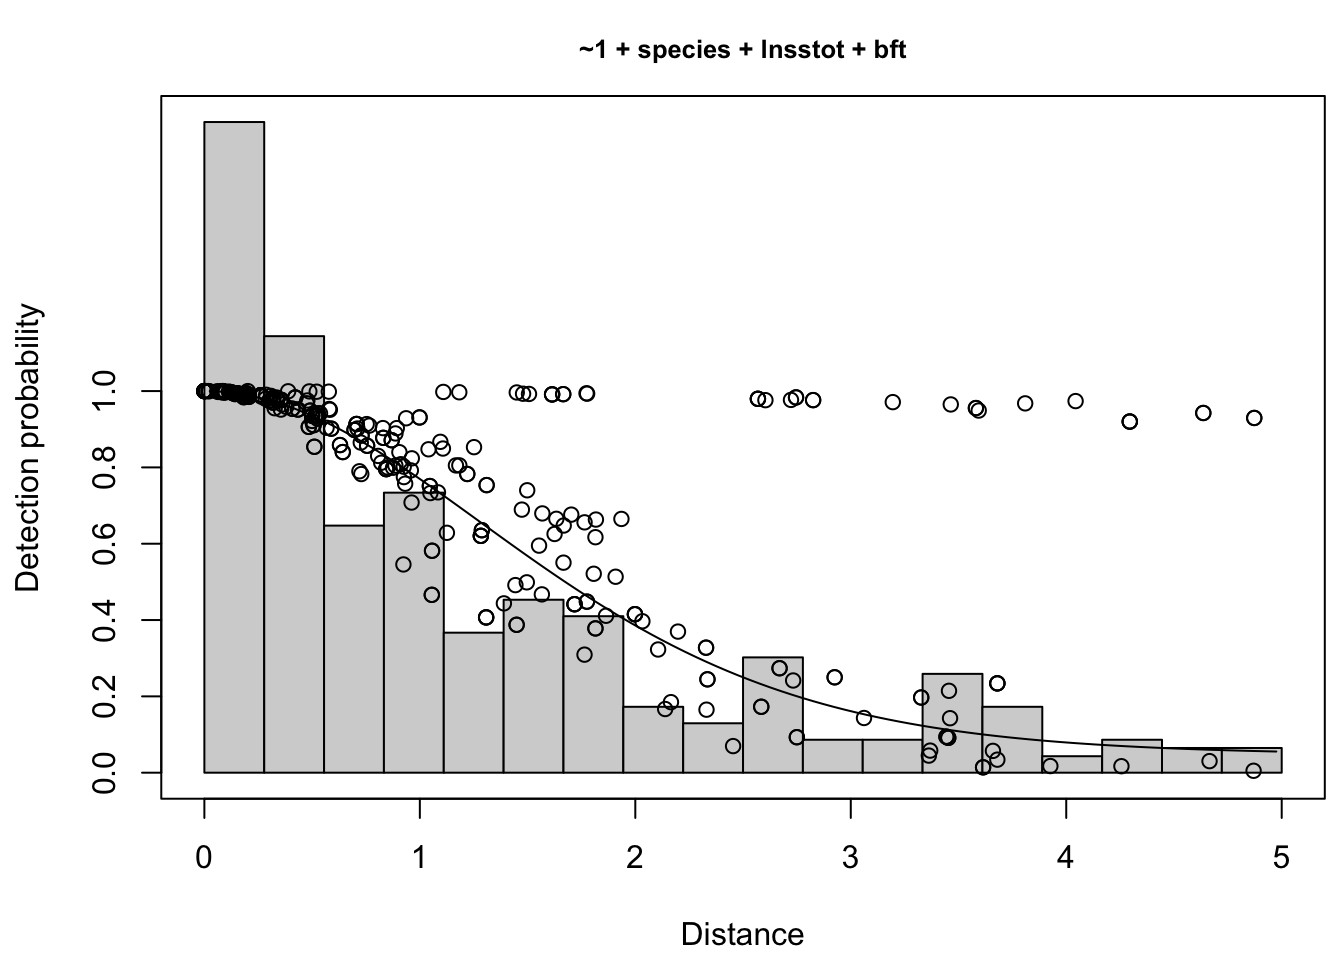 ~1 + species + lnsstot + bft
Detection probability
1.0
0.8
0.6
0.4
0.2
0.0
0 1 2 3 4 5
Distance